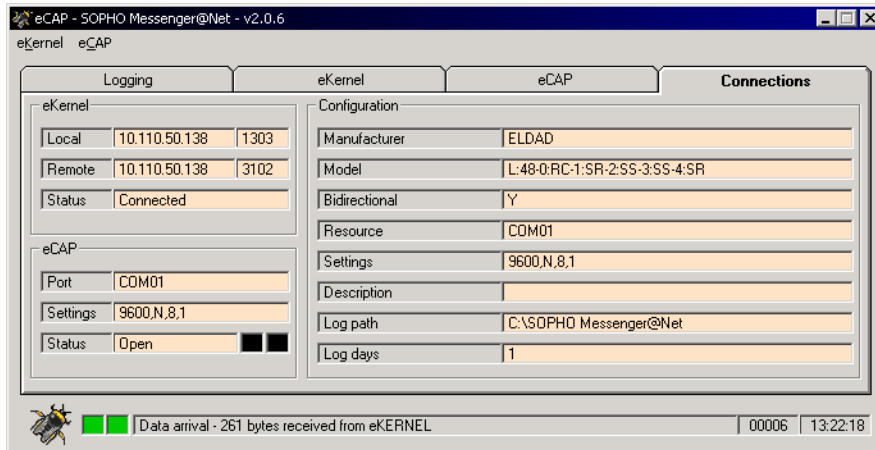 eCAP - SOPHO Messenger@Net - v2.0.6
eKernel eCAP
Logging eKernel eCAP Connections
eKernel
Local 10.110.50.138 1303
Remote 10.110.50.138 3102
Status Connected
eCAP
Port COM01
Settings 9600,N,8,1
Status Open
Configuration
Manufacturer ELDAD
Model L:48-0:RC-1:SR-2:SS-3:SS-4:SR
Bidirectional Y
Resource COM01
Settings 9600,N,8,1
Description
Log path C:\SOPHO Messenger@Net
Log days 1
Data arrival - 261 bytes received from eKERNEL 00006 13:22:18